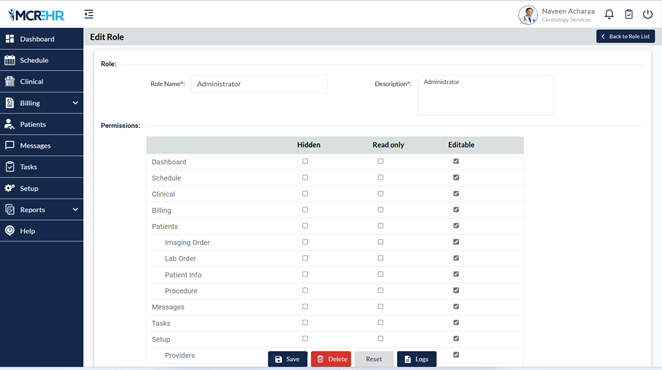 MCREHR
Naveen Acharya
Cardiology Services
Dashboard
Schedule
Clinical
Billing
Patients
Messages
Tasks
Setup
Reports
Help
Edit Role
Back to Role List
Role:
Role Name*: Administrator
Description*: Administrator
Permissions:
Hidden Read only Editable
Dashboard
Schedule
Clinical
Billing
Patients
Imaging Order
Lab Order
Patient Info
Procedure
Messages
Tasks
Setup
Providers
Save Delete Reset Logs